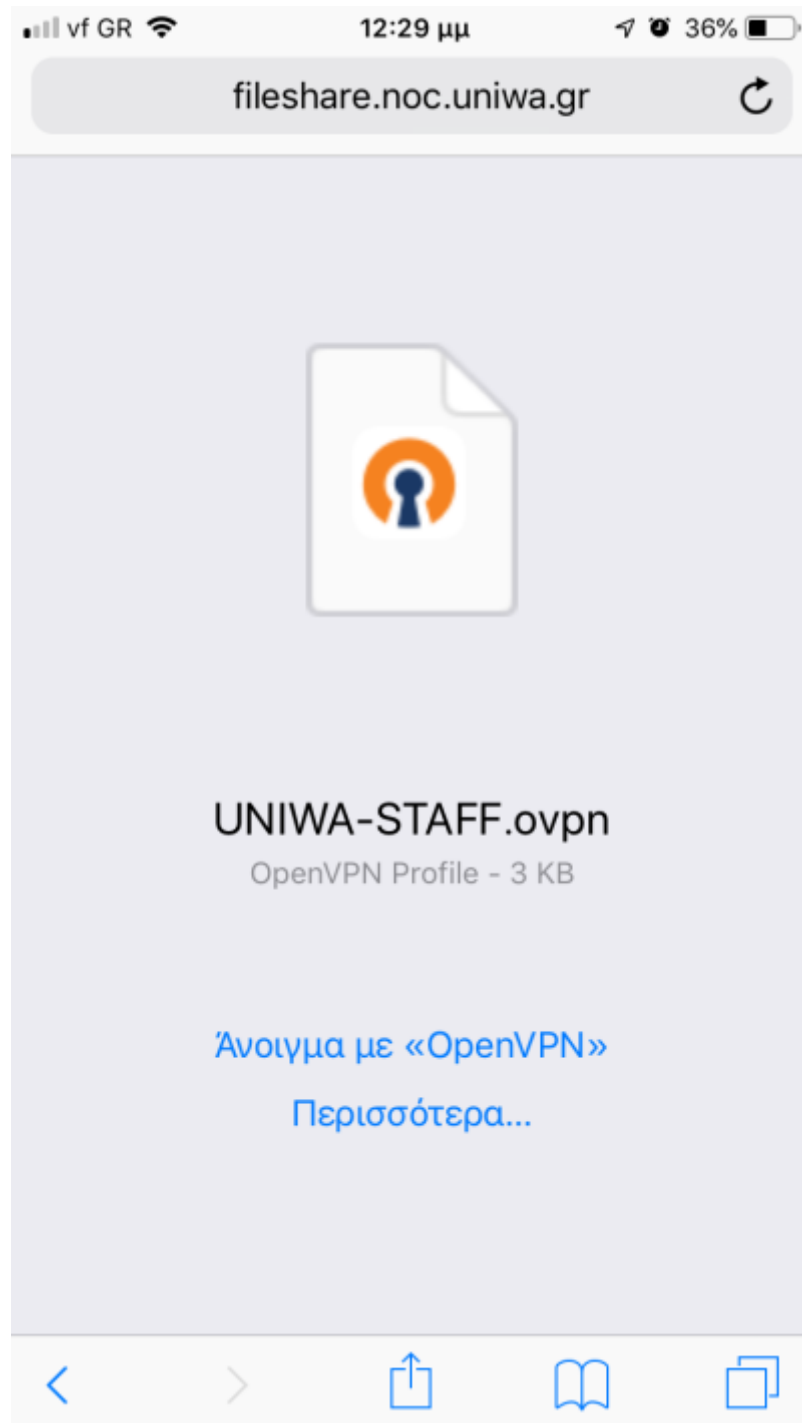 vf GR 12:29 μμ 36%
fileshare.noc.uniwa.gr
UNIWA-STAFF.ovpn
OpenVPN Profile - 3 KB
Άνοιγμα με «OpenVPN»
Περισσότερα...